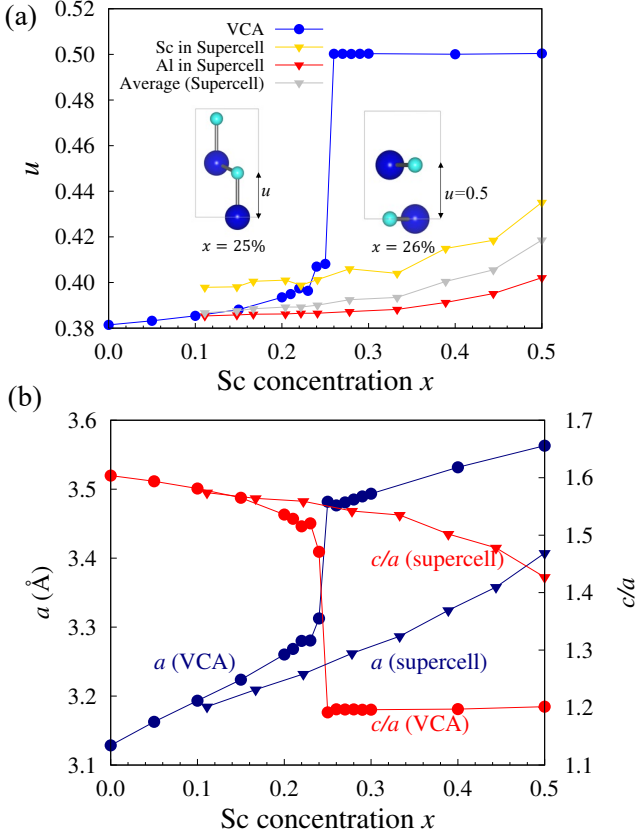 (a)
VCA
Sc in Supercell
Al in Supercell
Average (Supercell)
0.50
0.48
0.46
0.44
0.42
0.40
0.38
u
u
u=0.5
x = 25%
x = 26%
0.0 0.1 0.2 0.3 0.4 0.5
Sc concentration x
(b)
3.6
3.5
3.4
3.3
3.2
3.1
a (Å)
1.7
1.6
1.5
1.4
1.3
1.2
1.1
c/a
c/a (supercell)
a (VCA)
a (supercell)
c/a (VCA)
0.0 0.1 0.2 0.3 0.4 0.5
Sc concentration x